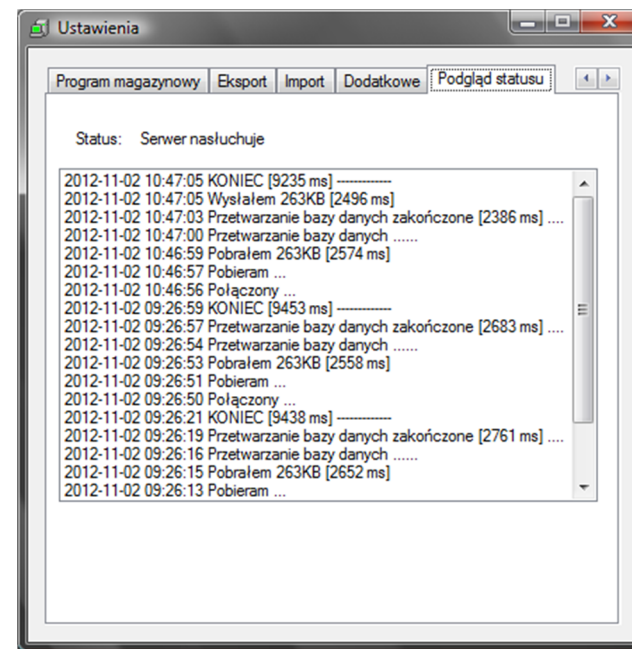 Ustawienia
Program magazynowy Eksport Import Dodatkowe Podgląd statusu
Status: Serwer nasłuchuje
2012-11-02 10:47:05 KONIEC [9235 ms] -------------
2012-11-02 10:47:05 Wysłałem 263KB [2496 ms]
2012-11-02 10:47:03 Przetwarzanie bazy danych zakończone [2386 ms] ....
2012-11-02 10:47:00 Przetwarzanie bazy danych ......
2012-11-02 10:46:59 Pobrałem 263KB [2574 ms]
2012-11-02 10:46:57 Pobieram ...
2012-11-02 10:46:56 Połączony ...
2012-11-02 09:26:59 KONIEC [9453 ms] -------------
2012-11-02 09:26:57 Przetwarzanie bazy danych zakończone [2683 ms] ....
2012-11-02 09:26:54 Przetwarzanie bazy danych ......
2012-11-02 09:26:53 Pobrałem 263KB [2558 ms]
2012-11-02 09:26:51 Pobieram ...
2012-11-02 09:26:50 Połączony ...
2012-11-02 09:26:21 KONIEC [9438 ms] -------------
2012-11-02 09:26:19 Przetwarzanie bazy danych zakończone [2761 ms] ....
2012-11-02 09:26:16 Przetwarzanie bazy danych ......
2012-11-02 09:26:15 Pobrałem 263KB [2652 ms]
2012-11-02 09:26:13 Pobieram ...